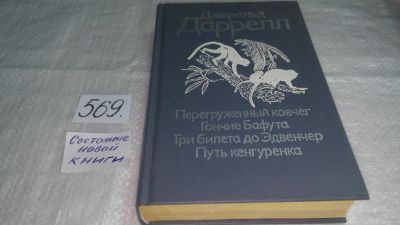 Джеральд
Даррелл
Перегруженный ковчег
Гончие Бафута
Три билета до Эдвенчер
Путь кенгуренка
569.
Состояние
новой
книги